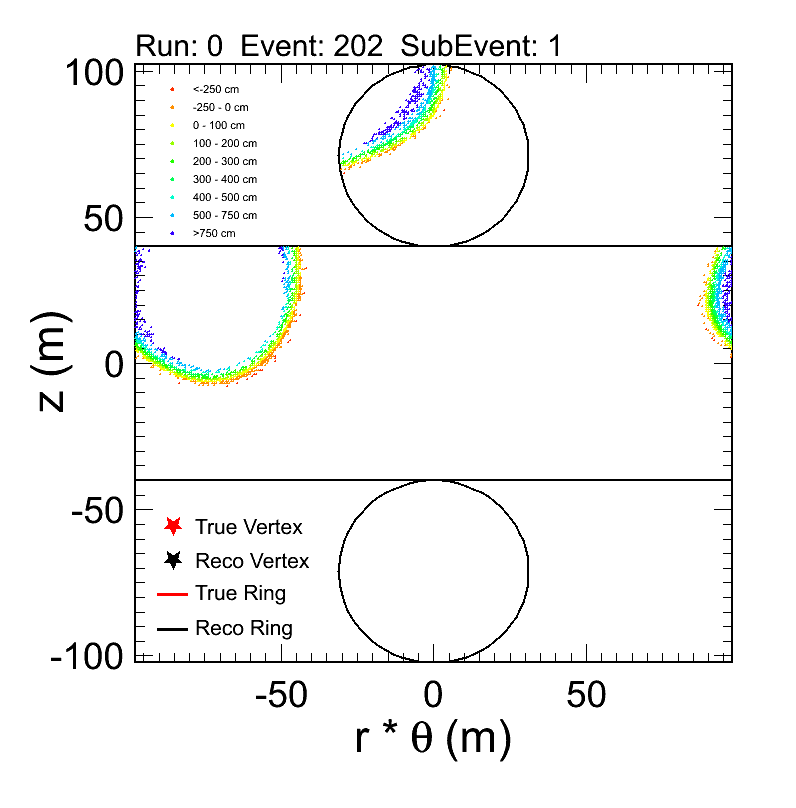 Run: 0 Event: 202 SubEvent: 1
100
<-250 cm
-250 - 0 cm
0 - 100 cm
100 - 200 cm
200 - 300 cm
300 - 400 cm
400 - 500 cm
500 - 750 cm
>750 cm
50
0
-50
-100
z (m)
True Vertex
Reco Vertex
True Ring
Reco Ring
-50 0 50
r * θ (m)